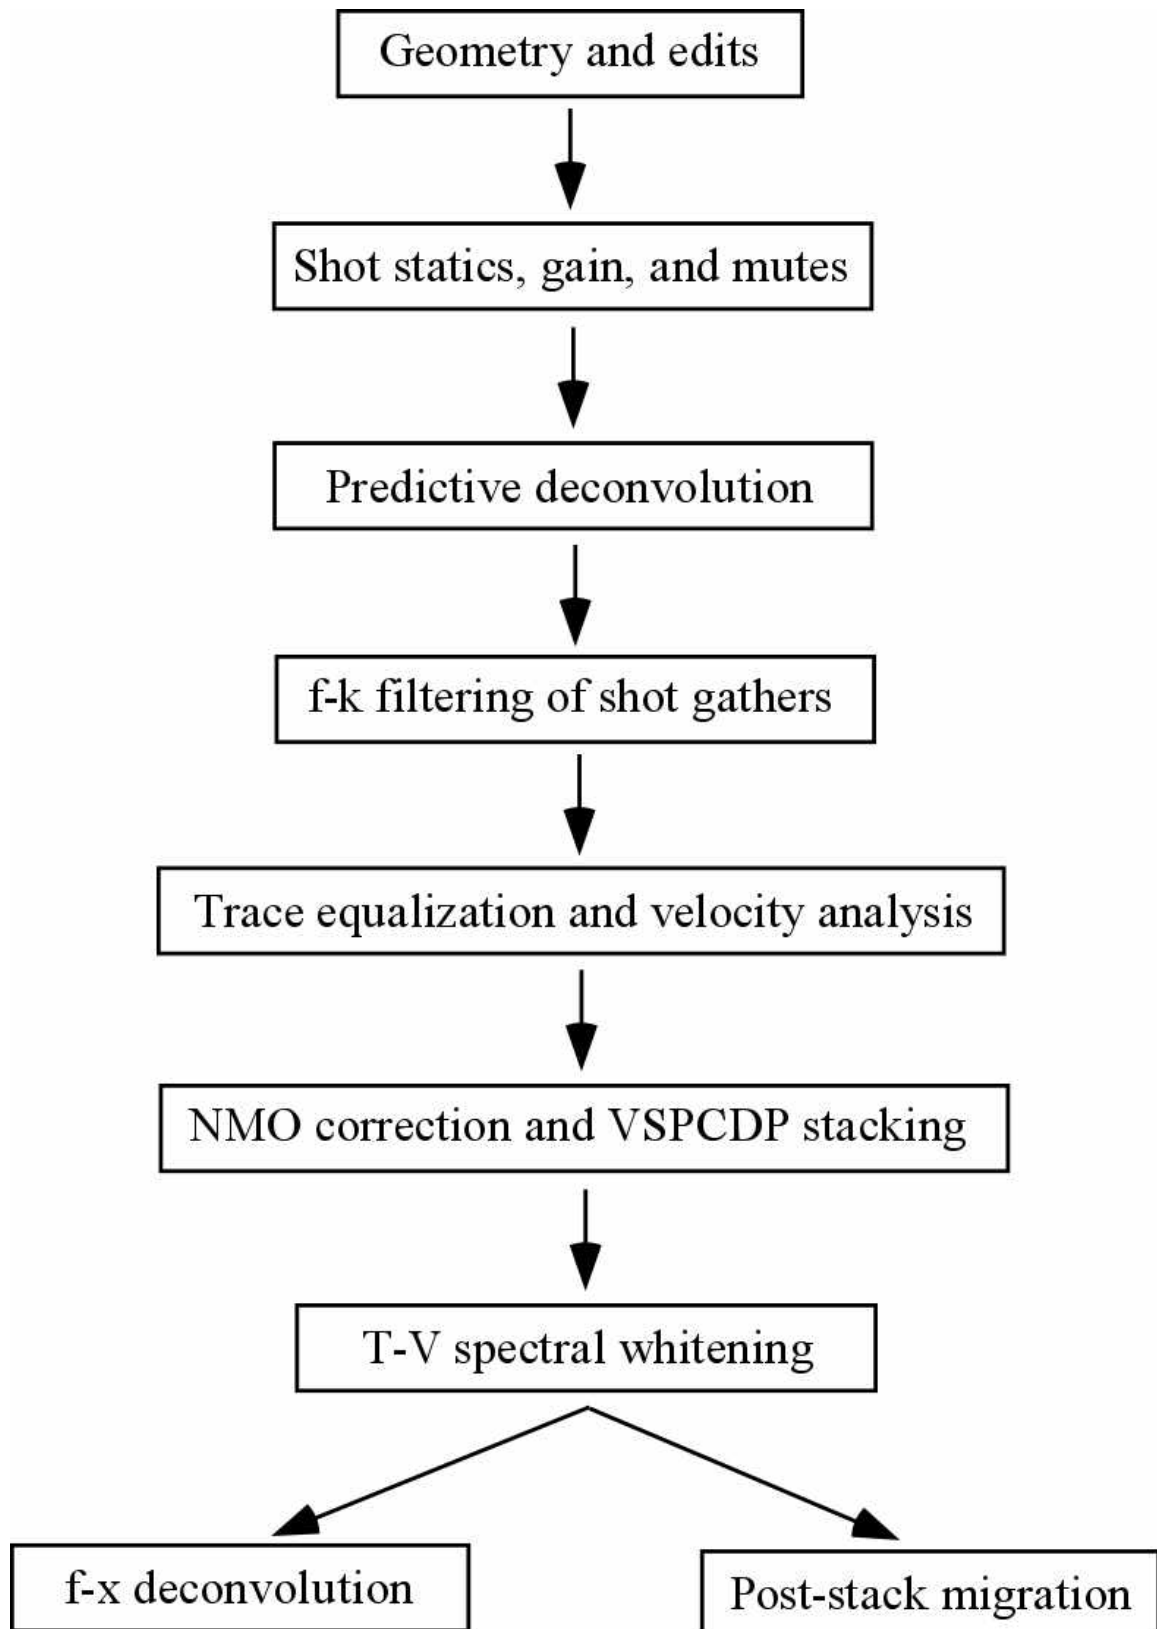 Geometry and edits
Shot statics, gain, and mutes
Predictive deconvolution
f-k filtering of shot gathers
Trace equalization and velocity analysis
NMO correction and VSPCDP stacking
T-V spectral whitening
f-x deconvolution
Post-stack migration